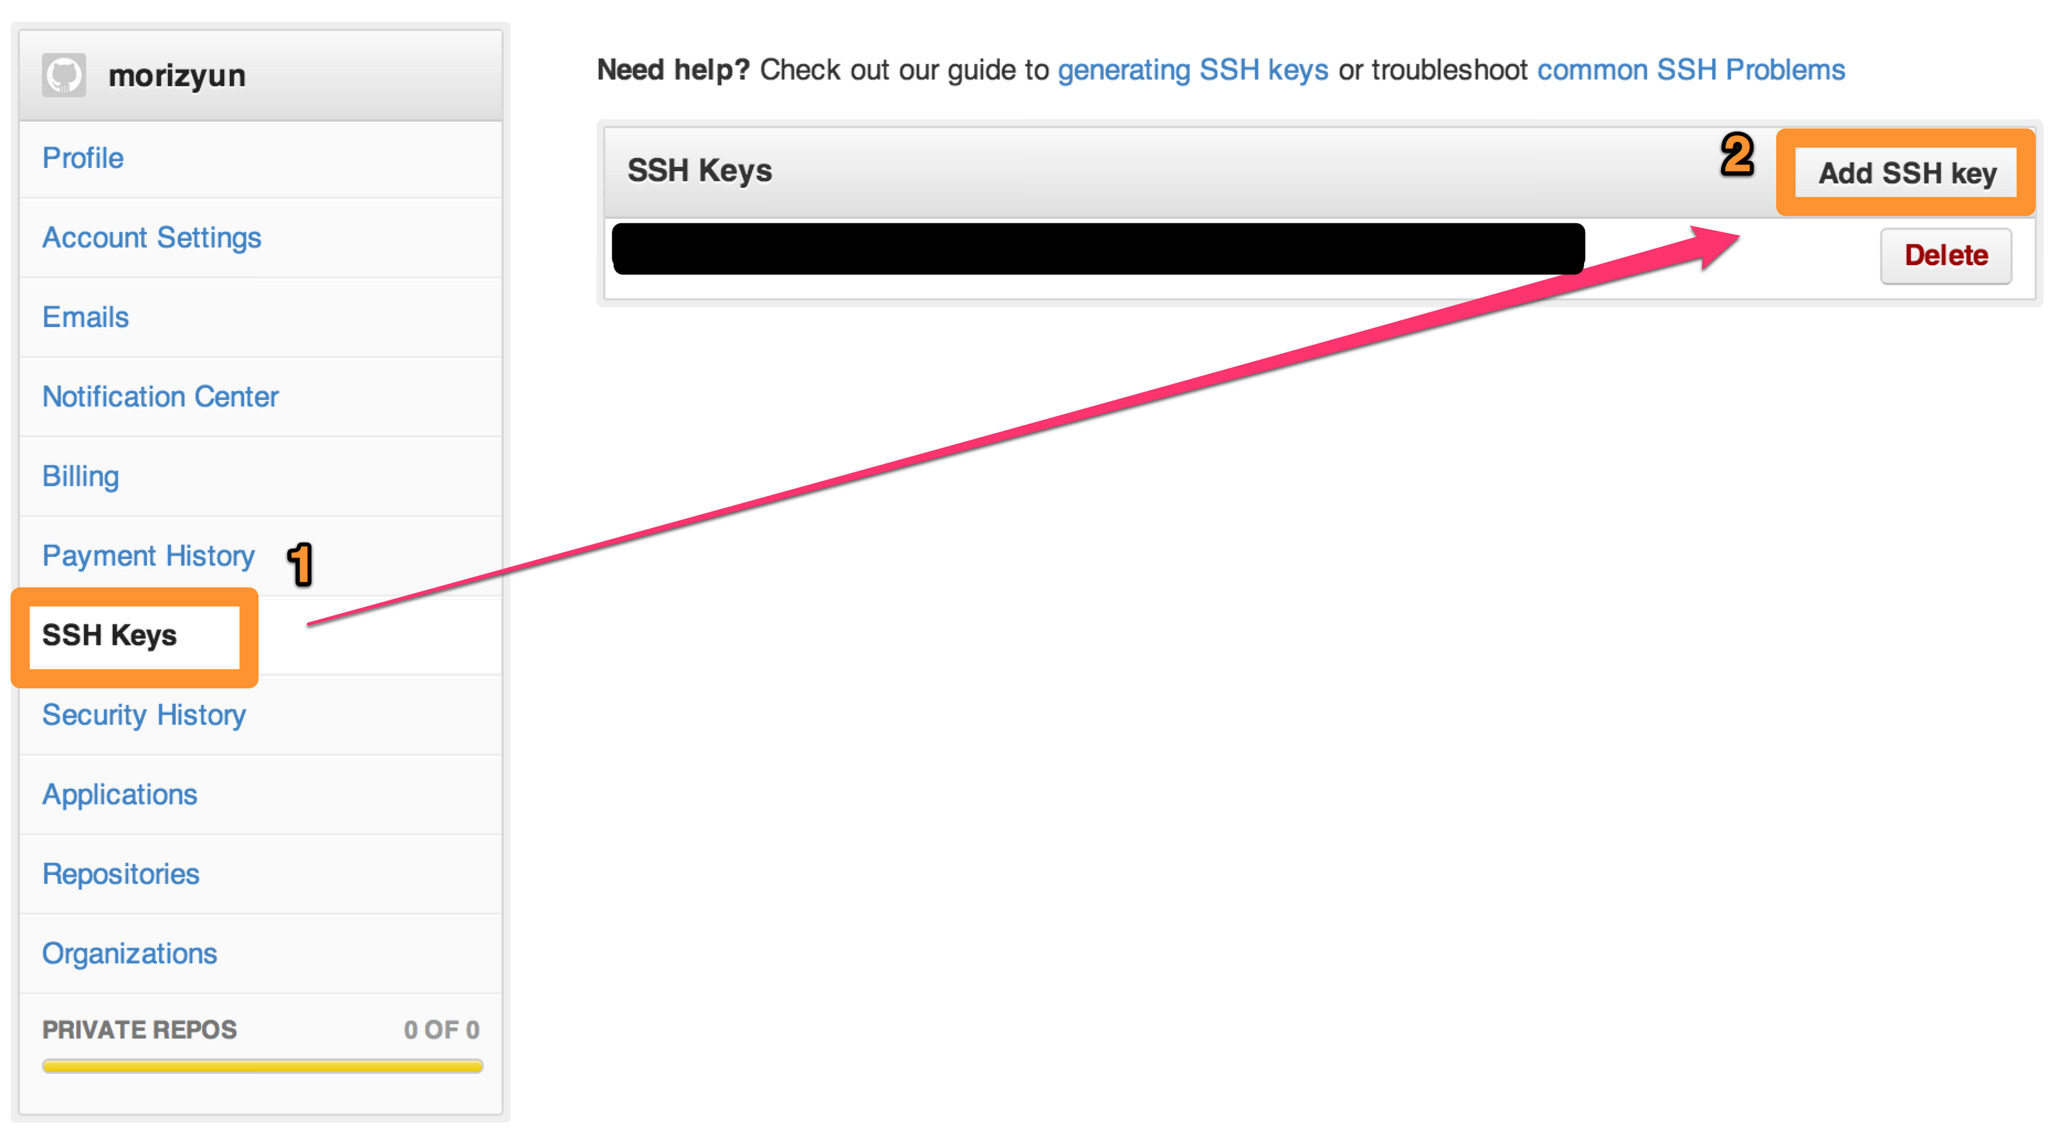 morizyun
Profile
Account Settings
Emails
Notification Center
Billing
Payment History
1
SSH Keys
Security History
Applications
Repositories
Organizations
PRIVATE REPOS 0 OF 0
Need help? Check out our guide to generating SSH keys or troubleshoot common SSH Problems
SSH Keys
2
Add SSH key
Delete